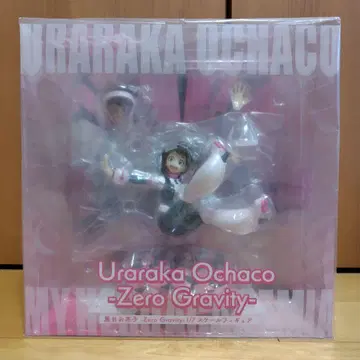 URARAKA OCHACO
Uraraka Ochaco
-Zero Gravity-
麗日お茶子 -Zero Gravity- 1/7スケールフィギュア
MY HERO ACADEMIA